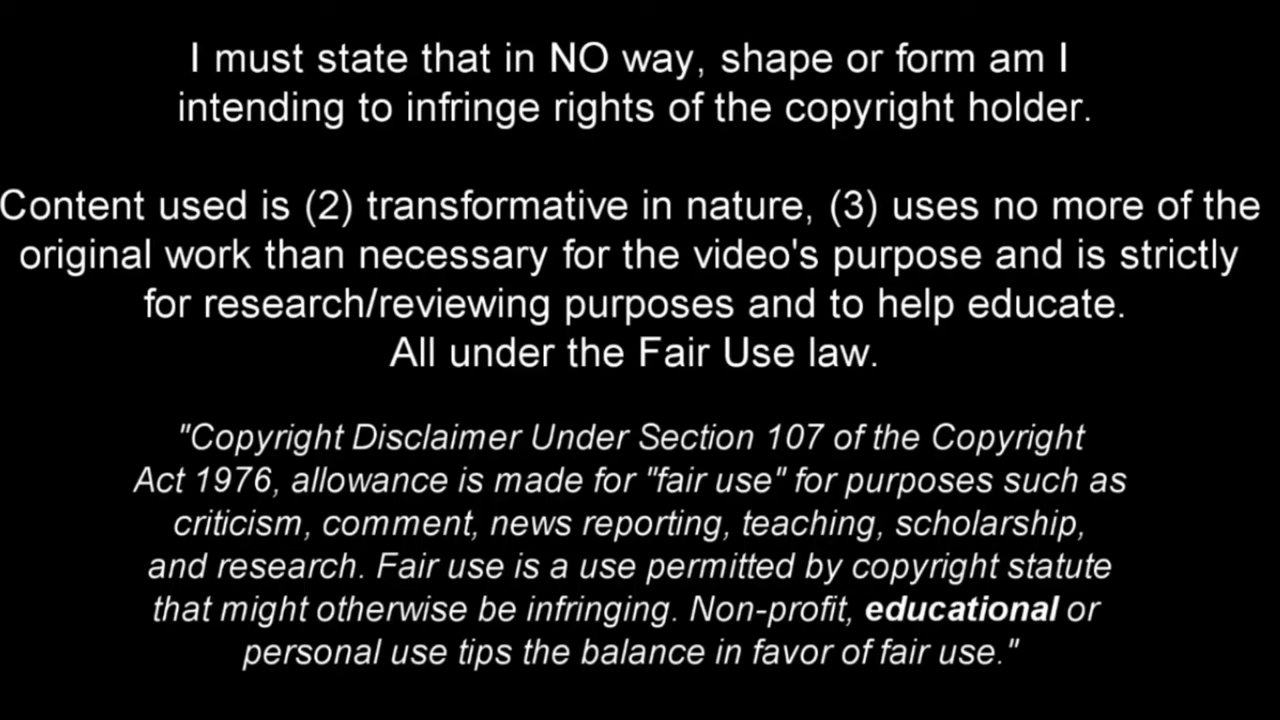 I must state that in NO way, shape or form am I
intending to infringe rights of the copyright holder.
Content used is (2) transformative in nature, (3) uses no more of the
original work than necessary for the video's purpose and is strictly
for research/reviewing purposes and to help educate.
All under the Fair Use law.
"Copyright Disclaimer Under Section 107 of the Copyright
Act 1976, allowance is made for "fair use" for purposes such as
criticism, comment, news reporting, teaching, scholarship,
and research. Fair use is a use permitted by copyright statute
that might otherwise be infringing. Non-profit, educational or
personal use tips the balance in favor of fair use."